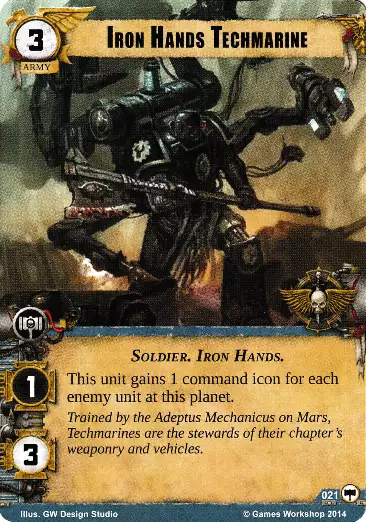 3
IRON HANDS TECHMARINE
ARMY
SOLDIER. IRON HANDS.
1
This unit gains 1 command icon for each
enemy unit at this planet.
Trained by the Adeptus Mechanicus on Mars,
Techmarines are the stewards of their chapter's
weaponry and vehicles.
3
021
Illus. GW Design Studio
© Games Workshop 2014